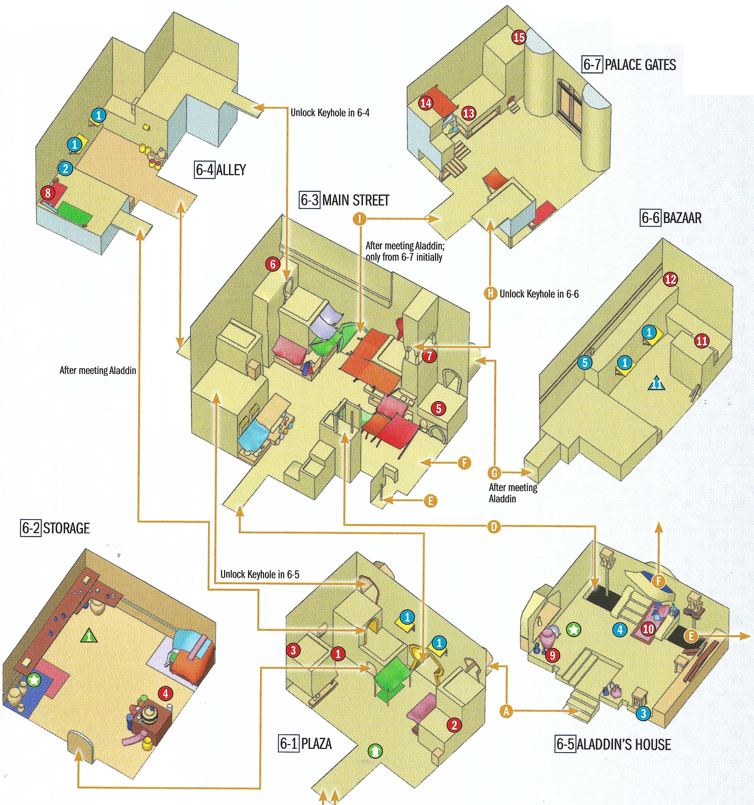 15
6-7 PALACE GATES
14
13
1
Unlock Keyhole in 6-4
1
2
6-4 ALLEY
8
6-3 MAIN STREET
I
6-6 BAZAAR
After meeting Aladdin;
only from 6-7 initially
6
12
H
Unlock Keyhole in 6-6
1
11
7
5
1
After meeting Aladdin
5
F
G
After meeting
Aladdin
E
D
6-2 STORAGE
Unlock Keyhole in 6-5
F
1
1
4
10
E
3
1
1
9
4
2
A
3
6-1 PLAZA
6-5 ALADDIN'S HOUSE